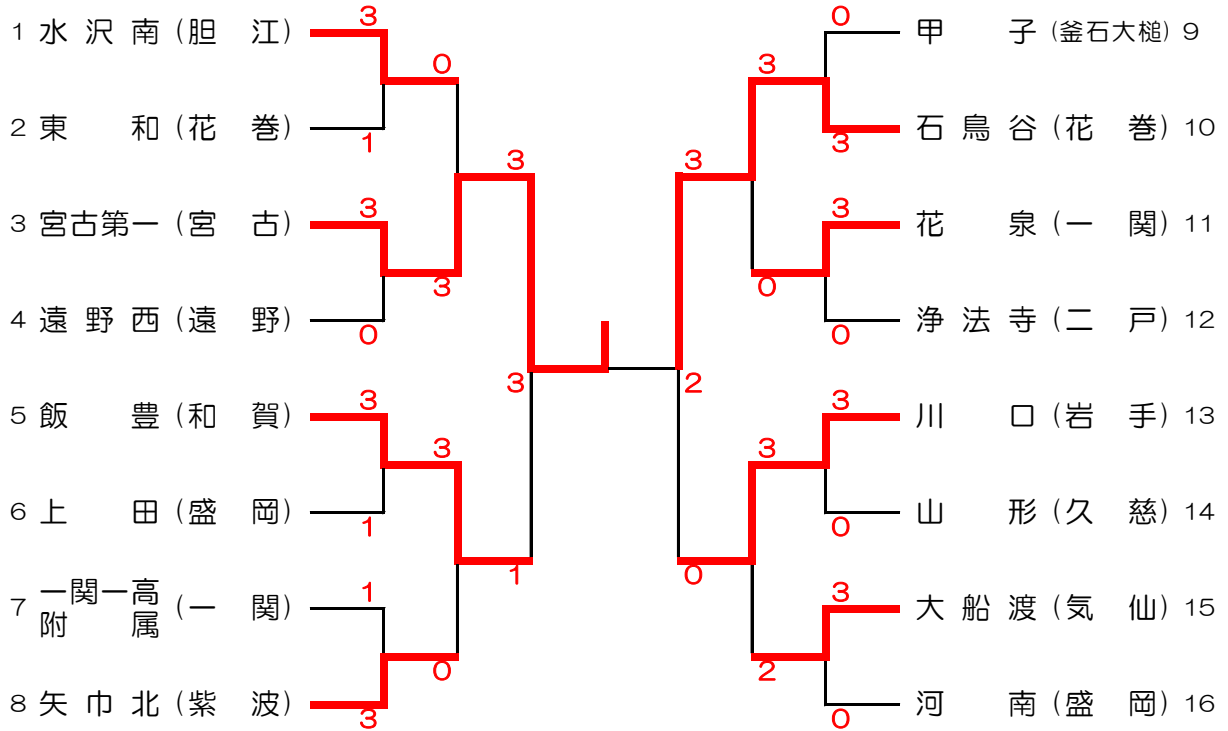 1 水沢南(胆江)
3
0
2 東和(花巻)
1
3
3 宮古第一(宮古)
3
3
4 遠野西(遠野)
0
3
5 飯豊(和賀)
3
3
6 上田(盛岡)
1
1
7 一関一高
附属(一関)
1
0
8 矢巾北(紫波)
3
0
甲子(釜石大槌) 9
3
石鳥谷(花巻) 10
3
3
3
花泉(一関) 11
0
浄法寺(二戸) 12
0
2
3
川口(岩手) 13
3
山形(久慈) 14
0
0
3
大船渡(気仙) 15
2
河南(盛岡) 16
0